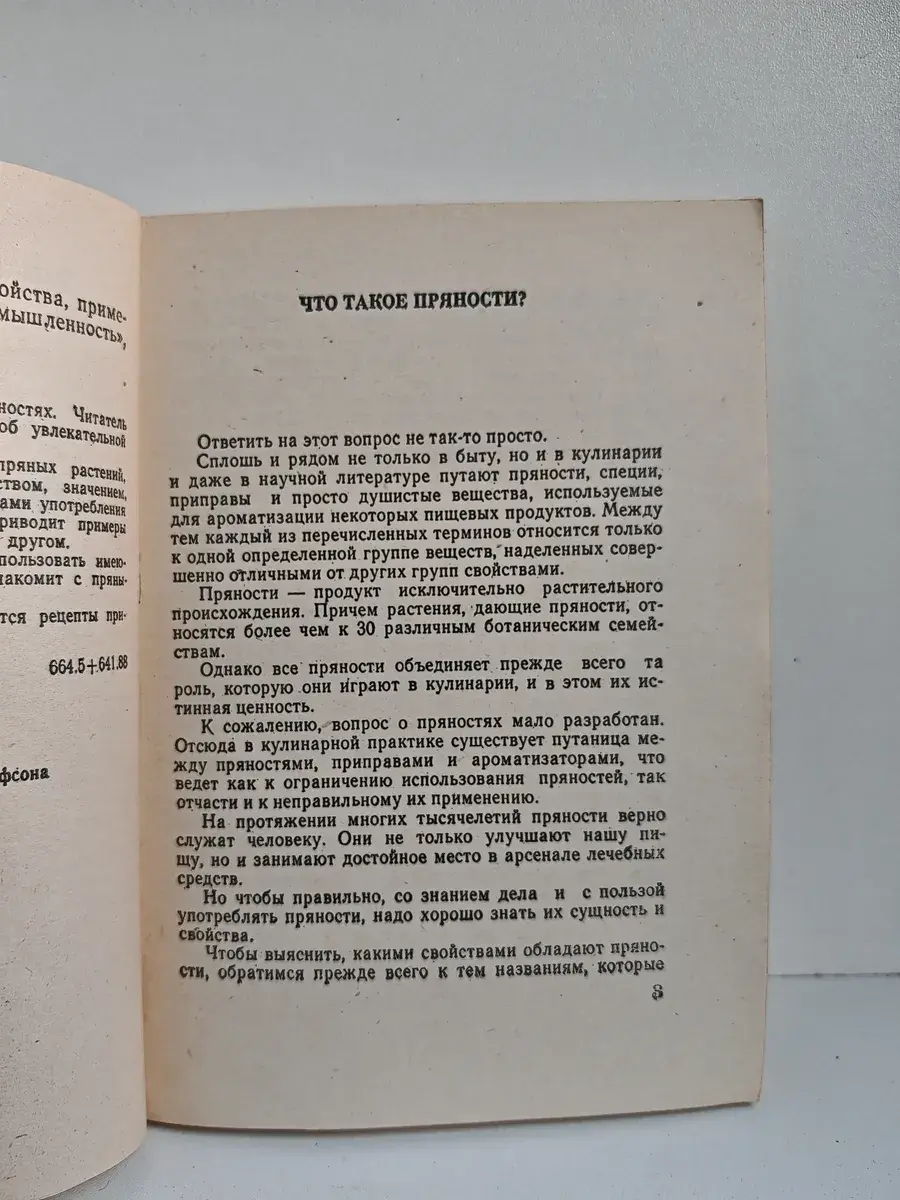 ойства, приме-
мышленность»,
ностях. Читатель
об увлекательной
пряных растений,
ством, значением,
ами употребления
риводит примеры
другом.
пользовать имею-
накомит с пряны-
тся рецепты при-
664.5+641.88
фсона
ЧТО ТАКОЕ ПРЯНОСТИ?
Ответить на этот вопрос не так-то просто.
Сплошь и рядом не только в быту, но и в кулинарии
и даже в научной литературе путают пряности, специи,
приправы и просто душистые вещества, используемые
для ароматизации некоторых пищевых продуктов. Между
тем каждый из перечисленных терминов относится только
к одной определенной группе веществ, наделенных совер-
шенно отличными от других групп свойствами.
Пряности — продукт исключительно растительного
происхождения. Причем растения, дающие пряности, от-
носятся более чем к 30 различным ботаническим семей-
ствам.
Однако все пряности объединяет прежде всего та
роль, которую они играют в кулинарии, и в этом их ис-
тинная ценность.
К сожалению, вопрос о пряностях мало разработан.
Отсюда в кулинарной практике существует путаница ме-
жду пряностями, приправами и ароматизаторами, что
ведет как к ограничению использования пряностей, так
отчасти и к неправильному их применению.
На протяжении многих тысячелетий пряности верно
служат человеку. Они не только улучшают нашу пи-
щу, но и занимают достойное место в арсенале лечебных
средств.
Но чтобы правильно, со знанием дела и с пользой
употреблять пряности, надо хорошо знать их сущность и
свойства.
Чтобы выяснить, какими свойствами обладают пряно-
сти, обратимся прежде всего к тем названиям, которые